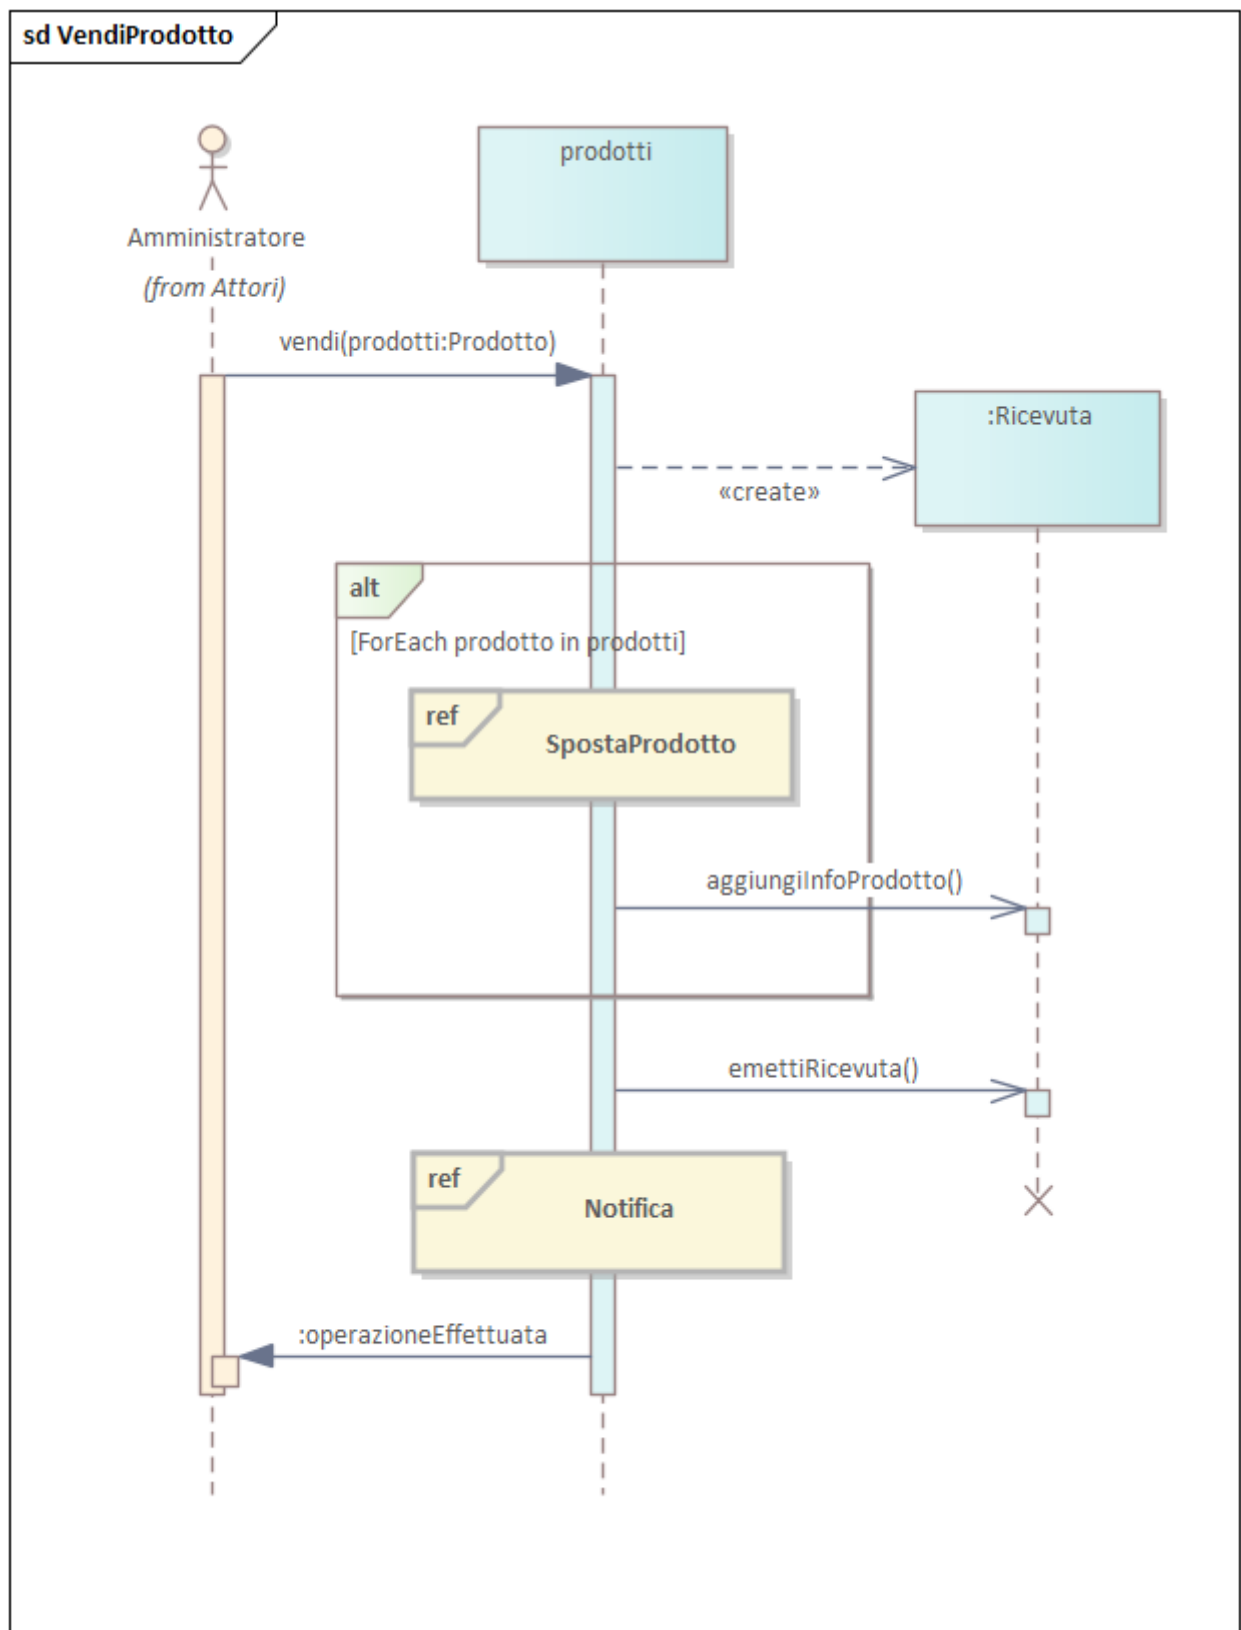 sd VendiProdotto
prodotti
Amministratore
(from Attori)
vendi(prodotti:Prodotto)
:Ricevuta
«create»
alt
[ForEach prodotto in prodotti]
ref
SpostaProdotto
aggiungiInfoProdotto()
emettiRicevuta()
ref
Notifica
:operazioneEffettuata